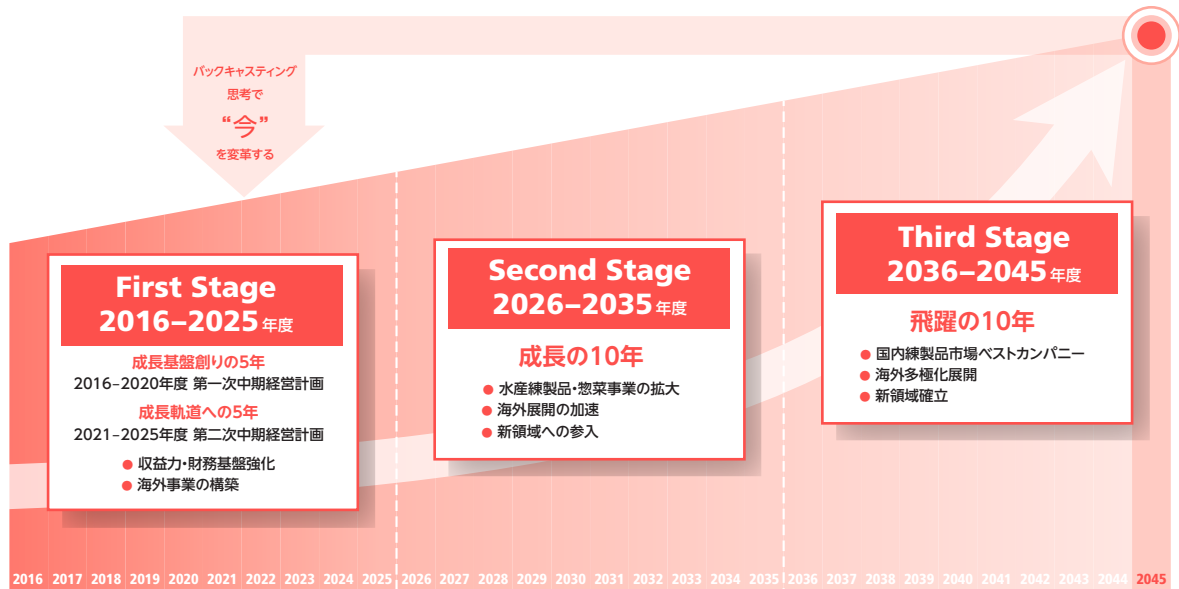 バックキャスティング
思考で
“今”
を変革する
First Stage
2016–2025年度
成長基盤創りの5年
2016–2020年度 第一次中期経営計画
成長軌道への5年
2021–2025年度 第二次中期経営計画
● 収益力・財務基盤強化
● 海外事業の構築
Second Stage
2026–2035年度
成長の10年
● 水産練製品・惣菜事業の拡大
● 海外展開の加速
● 新領域への参入
Third Stage
2036–2045年度
飛躍の10年
● 国内練製品市場ベストカンパニー
● 海外多極化展開
● 新領域確立
2016 2017 2018 2019 2020 2021 2022 2023 2024 2025 2026 2027 2028 2029 2030 2031 2032 2033 2034 2035 2036 2037 2038 2039 2040 2041 2042 2043 2044 2045